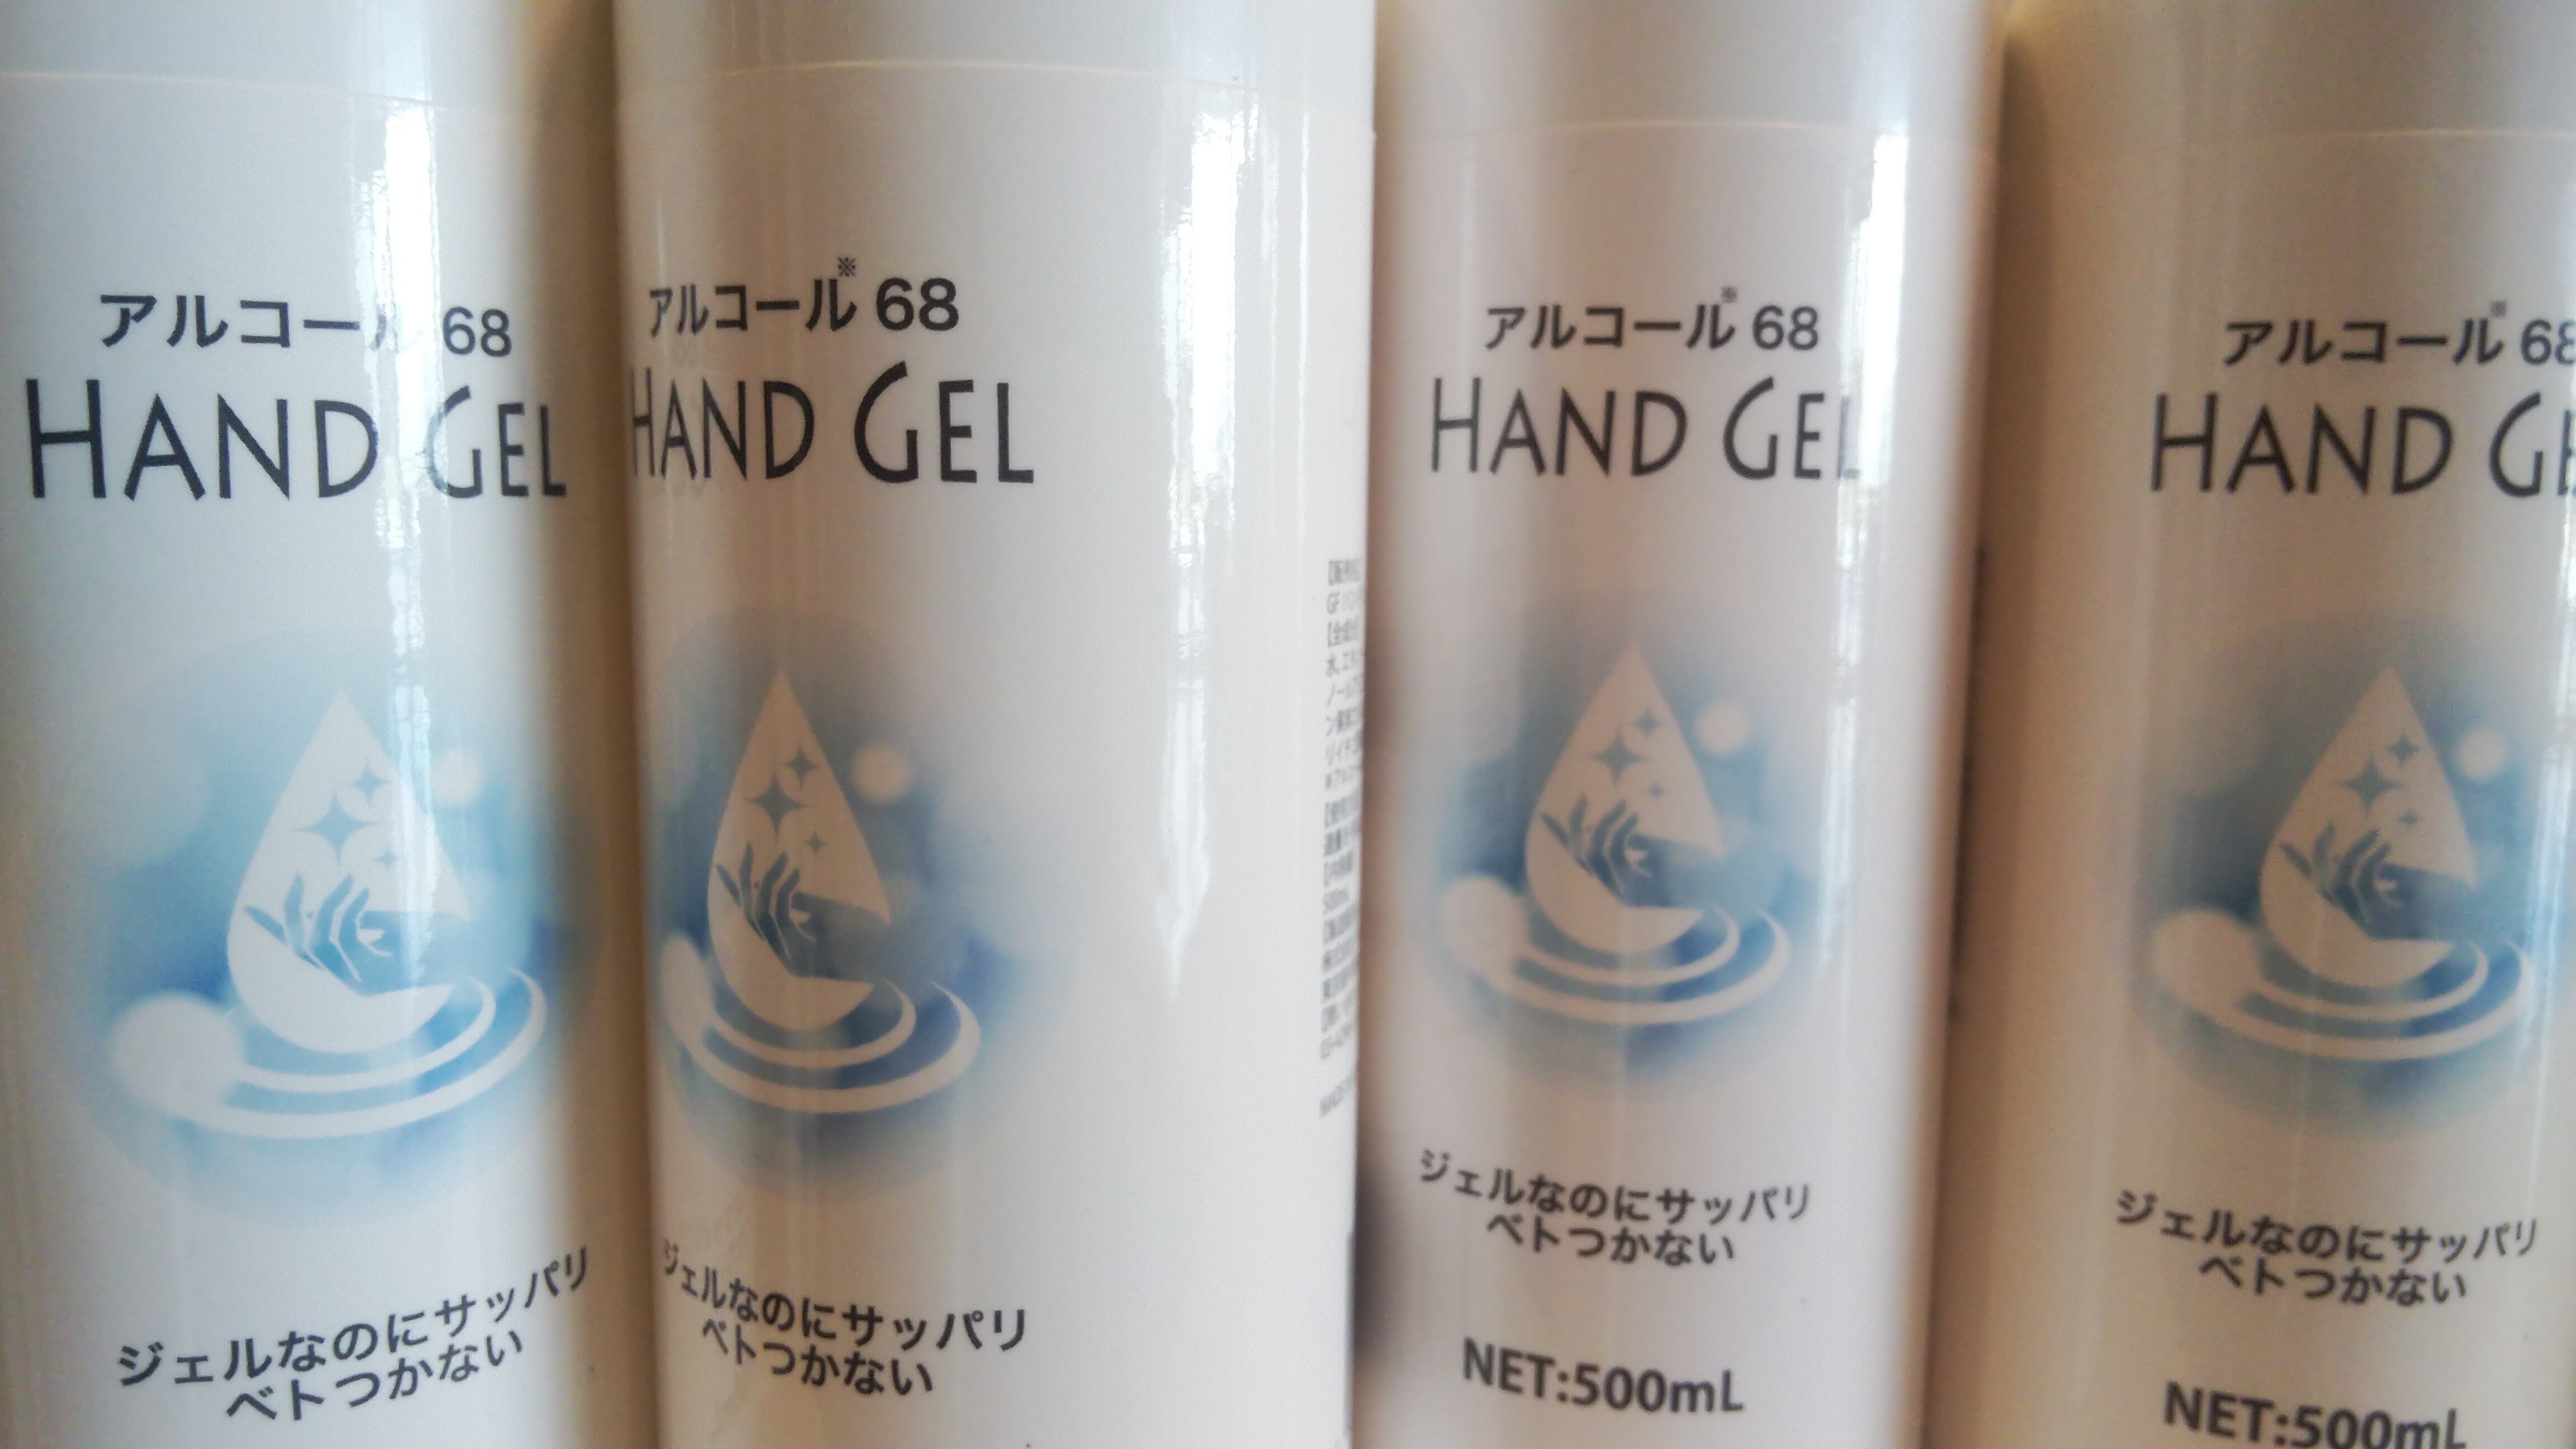 アルコール 68
HAND GEL
ジェルなのにサッパリ
ベトつかない
アルコール※ 68
HAND GEL
ジェルなのにサッパリ
ベトつかない
アルコール※ 68
HAND GEL
ジェルなのにサッパリ
ベトつかない
NET:500mL
アルコール※ 68
HAND
ジェルなのにサッパリ
ベトつかない
NET:500mL